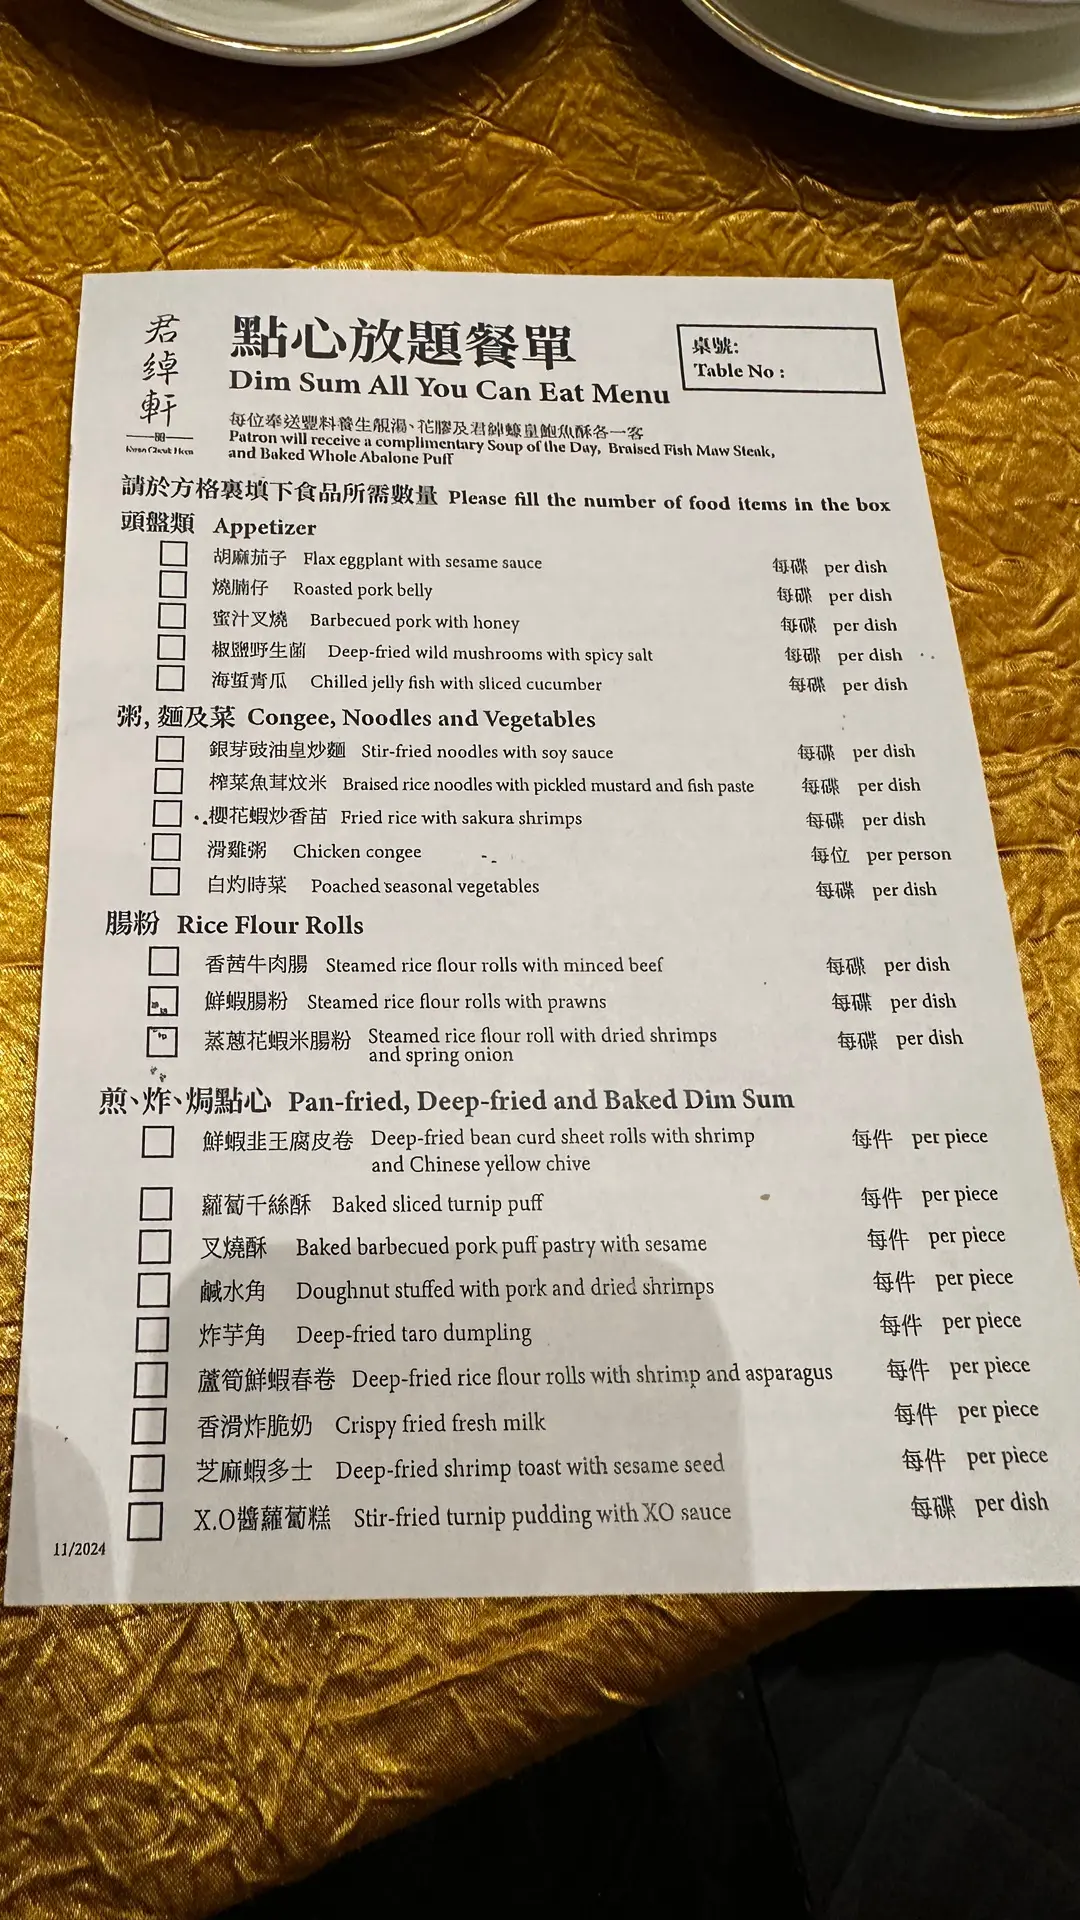 君綽軒
Kwan Cheuk Heen
點心放題餐單
Dim Sum All You Can Eat Menu
桌號:
Table No :
每位奉送豐料養生靚湯、花膠及君綽蠔皇鮑魚酥各一客
Patron will receive a complimentary Soup of the Day, Braised Fish Maw Steak,
and Baked Whole Abalone Puff
請於方格裏填下食品所需數量 Please fill the number of food items in the box
頭盤類 Appetizer
胡麻茄子 Flax eggplant with sesame sauce 每碟 per dish
燒腩仔 Roasted pork belly 每碟 per dish
蜜汁叉燒 Barbecued pork with honey 每碟 per dish
椒鹽野生菌 Deep-fried wild mushrooms with spicy salt 每碟 per dish
海蜇青瓜 Chilled jelly fish with sliced cucumber 每碟 per dish
粥, 麵及菜 Congee, Noodles and Vegetables
銀芽豉油皇炒麵 Stir-fried noodles with soy sauce 每碟 per dish
榨菜魚茸炆米 Braised rice noodles with pickled mustard and fish paste 每碟 per dish
櫻花蝦炒香苗 Fried rice with sakura shrimps 每碟 per dish
滑雞粥 Chicken congee 每位 per person
白灼時菜 Poached seasonal vegetables 每碟 per dish
腸粉 Rice Flour Rolls
香茜牛肉腸 Steamed rice flour rolls with minced beef 每碟 per dish
鮮蝦腸粉 Steamed rice flour rolls with prawns 每碟 per dish
蒸蔥花蝦米腸粉 Steamed rice flour roll with dried shrimps 每碟 per dish
and spring onion
煎、炸、焗點心 Pan-fried, Deep-fried and Baked Dim Sum
鮮蝦韭王腐皮卷 Deep-fried bean curd sheet rolls with shrimp 每件 per piece
and Chinese yellow chive
蘿蔔千絲酥 Baked sliced turnip puff 每件 per piece
叉燒酥 Baked barbecued pork puff pastry with sesame 每件 per piece
鹹水角 Doughnut stuffed with pork and dried shrimps 每件 per piece
炸芋角 Deep-fried taro dumpling 每件 per piece
蘆筍鮮蝦春卷 Deep-fried rice flour rolls with shrimp and asparagus 每件 per piece
香滑炸脆奶 Crispy fried fresh milk 每件 per piece
芝麻蝦多士 Deep-fried shrimp toast with sesame seed 每件 per piece
X.O醬蘿蔔糕 Stir-fried turnip pudding with XO sauce 每碟 per dish
11/2024